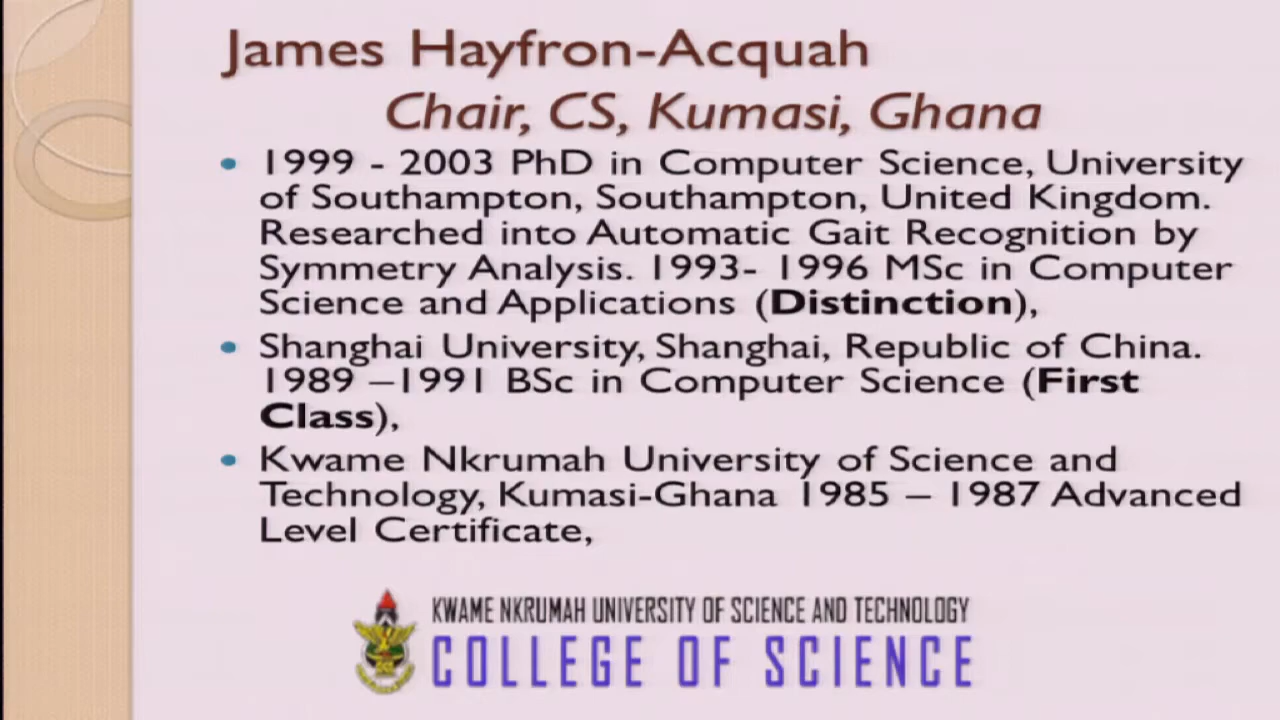 James Hayfron-Acquah
Chair, CS, Kumasi, Ghana
• 1999 - 2003 PhD in Computer Science, University
of Southampton, Southampton, United Kingdom.
Researched into Automatic Gait Recognition by
Symmetry Analysis. 1993- 1996 MSc in Computer
Science and Applications (Distinction),
• Shanghai University, Shanghai, Republic of China.
1989 –1991 BSc in Computer Science (First
Class),
• Kwame Nkrumah University of Science and
Technology, Kumasi-Ghana 1985 – 1987 Advanced
Level Certificate,
KWAME NKRUMAH UNIVERSITY OF SCIENCE AND TECHNOLOGY
COLLEGE OF SCIENCE